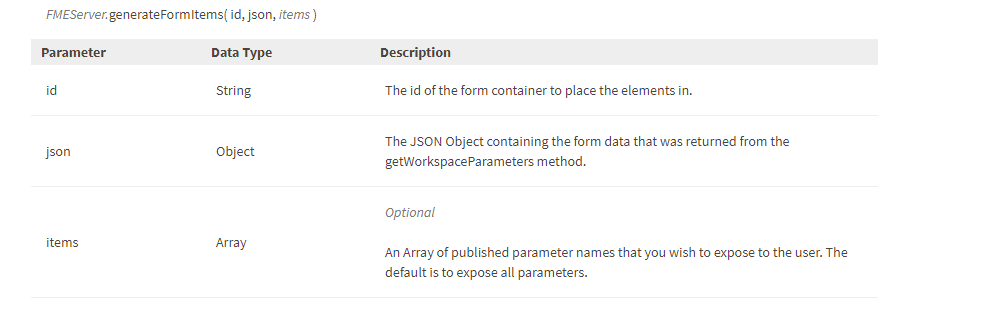 FMEServer.generateFormItems( id, json, items )
Parameter Data Type Description
id String The id of the form container to place the elements in.
json Object The JSON Object containing the form data that was returned from the
getWorkspaceParameters method.
Optional
items Array An Array of published parameter names that you wish to expose to the user. The
default is to expose all parameters.